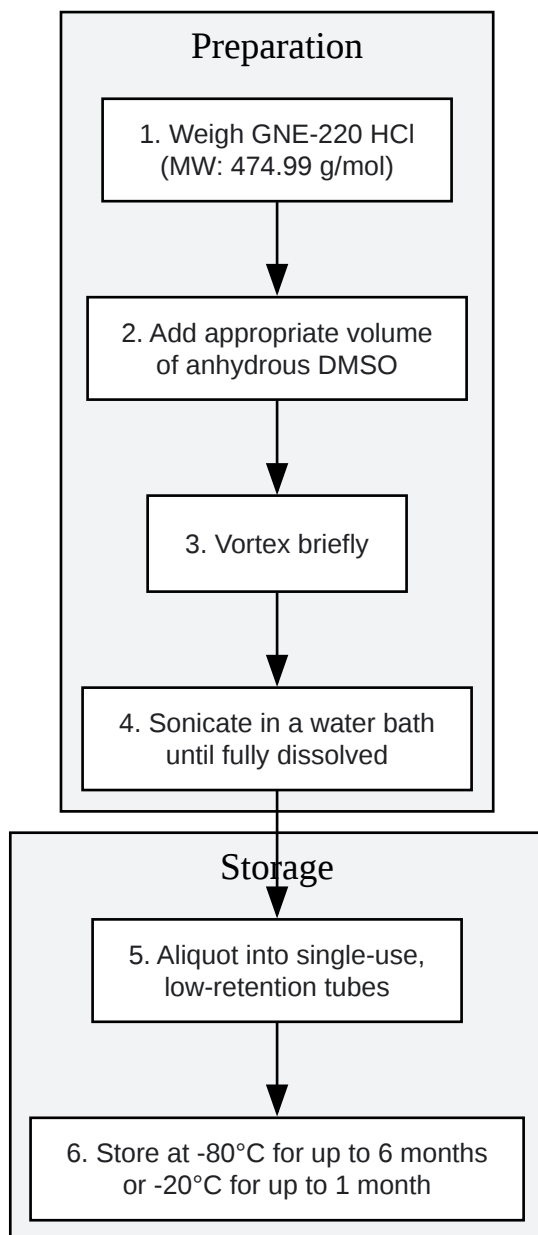 Preparation
1. Weigh GNE-220 HCl
(MW: 474.99 g/mol)
2. Add appropriate volume
of anhydrous DMSO
3. Vortex briefly
4. Sonicate in a water bath
until fully dissolved
Storage
5. Aliquot into single-use,
low-retention tubes
6. Store at -80°C for up to 6 months
or -20°C for up to 1 month